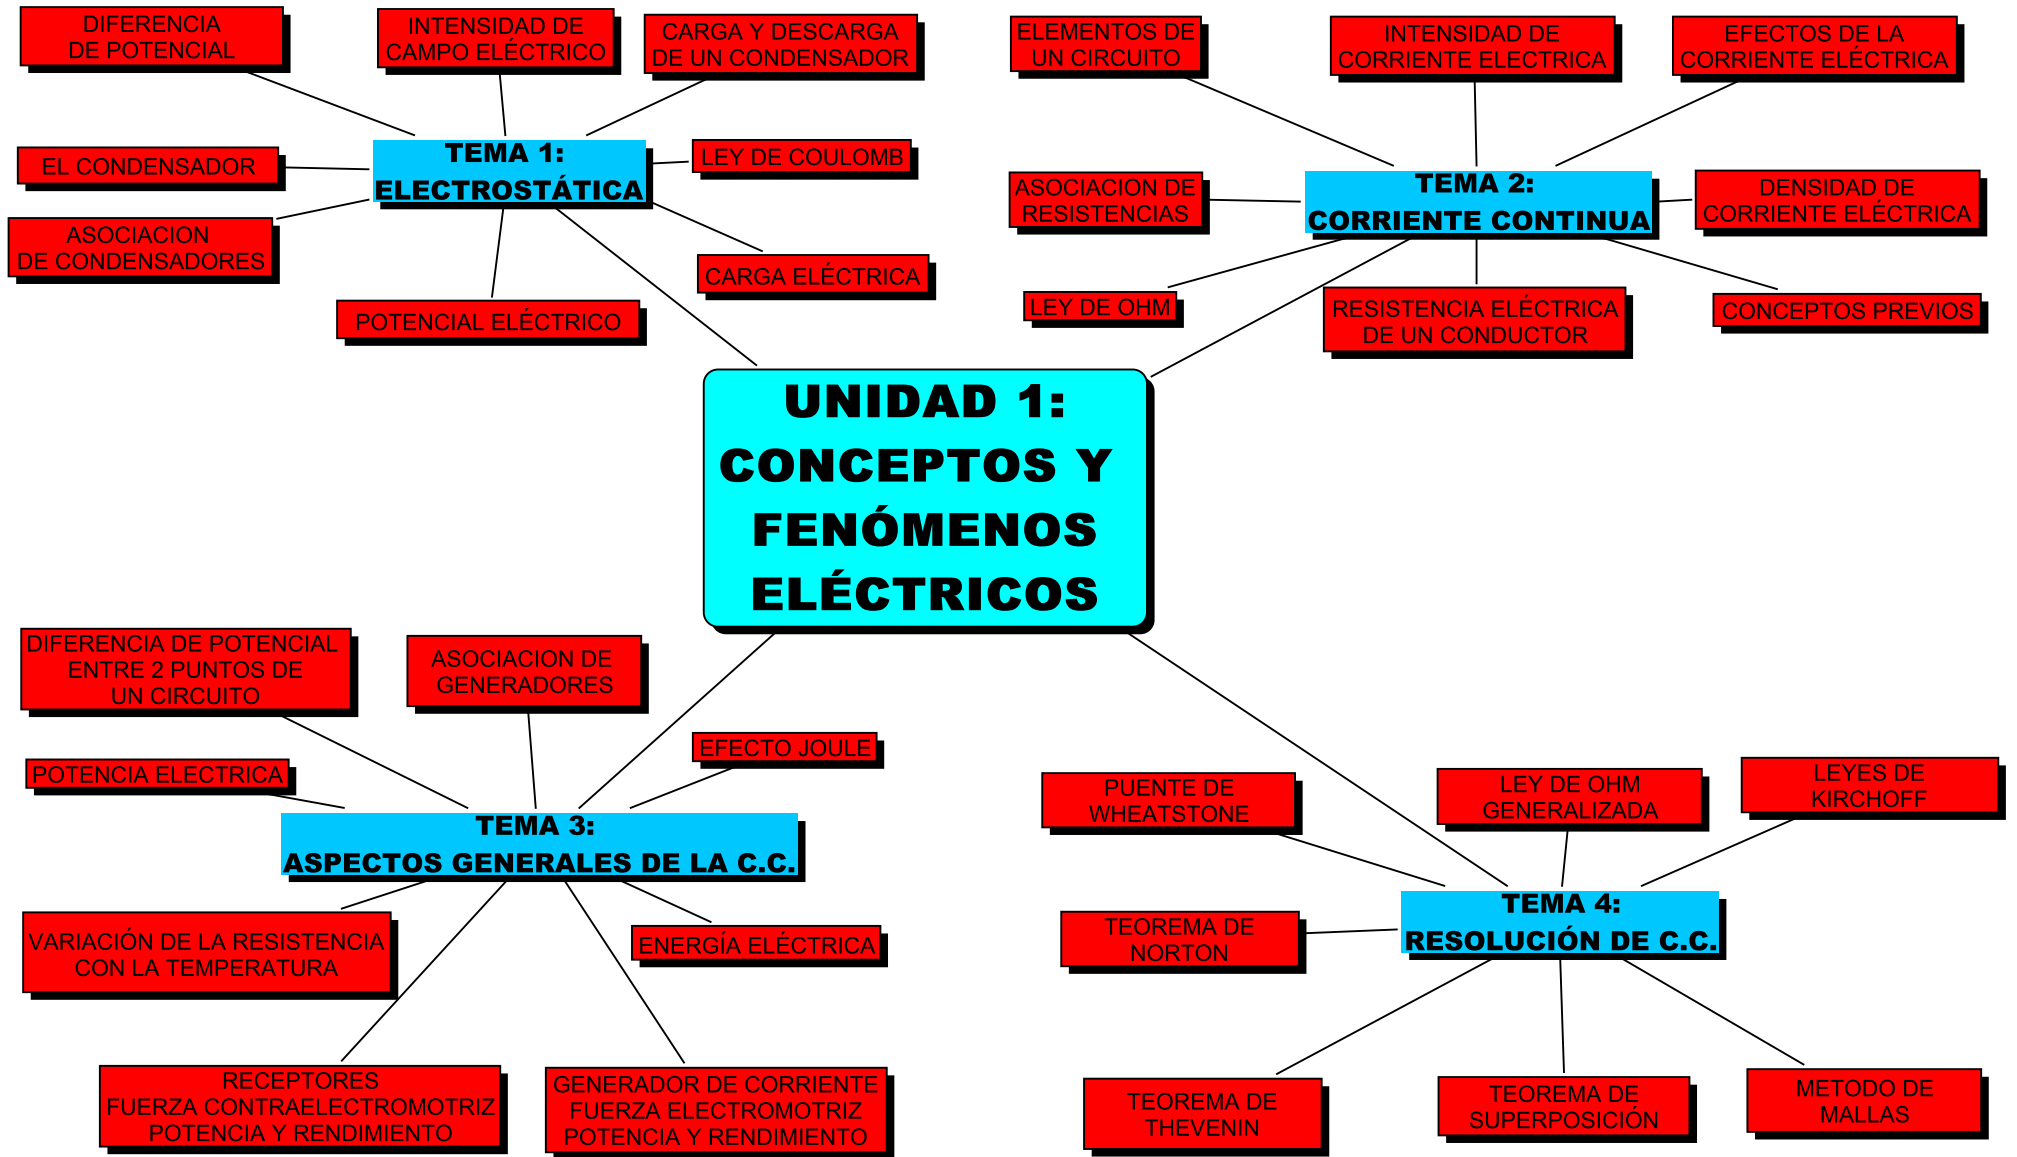 DIFERENCIA
DE POTENCIAL
INTENSIDAD DE
CAMPO ELÉCTRICO
CARGA Y DESCARGA
DE UN CONDENSADOR
EL CONDENSADOR
TEMA 1:
ELECTROSTÁTICA
LEY DE COULOMB
ASOCIACION
DE CONDENSADORES
POTENCIAL ELÉCTRICO
CARGA ELÉCTRICA
ELEMENTOS DE
UN CIRCUITO
INTENSIDAD DE
CORRIENTE ELECTRICA
EFECTOS DE LA
CORRIENTE ELÉCTRICA
ASOCIACION DE
RESISTENCIAS
TEMA 2:
CORRIENTE CONTINUA
DENSIDAD DE
CORRIENTE ELÉCTRICA
LEY DE OHM
RESISTENCIA ELÉCTRICA
DE UN CONDUCTOR
CONCEPTOS PREVIOS
UNIDAD 1:
CONCEPTOS Y
FENÓMENOS
ELÉCTRICOS
DIFERENCIA DE POTENCIAL
ENTRE 2 PUNTOS DE
UN CIRCUITO
ASOCIACION DE
GENERADORES
EFECTO JOULE
POTENCIA ELECTRICA
TEMA 3:
ASPECTOS GENERALES DE LA C.C.
VARIACIÓN DE LA RESISTENCIA
CON LA TEMPERATURA
ENERGÍA ELÉCTRICA
RECEPTORES
FUERZA CONTRAELECTROMOTRIZ
POTENCIA Y RENDIMIENTO
GENERADOR DE CORRIENTE
FUERZA ELECTROMOTRIZ
POTENCIA Y RENDIMIENTO
PUENTE DE
WHEATSTONE
LEY DE OHM
GENERALIZADA
LEYES DE
KIRCHOFF
TEOREMA DE
NORTON
TEMA 4:
RESOLUCIÓN DE C.C.
TEOREMA DE
THEVENIN
TEOREMA DE
SUPERPOSICIÓN
METODO DE
MALLAS